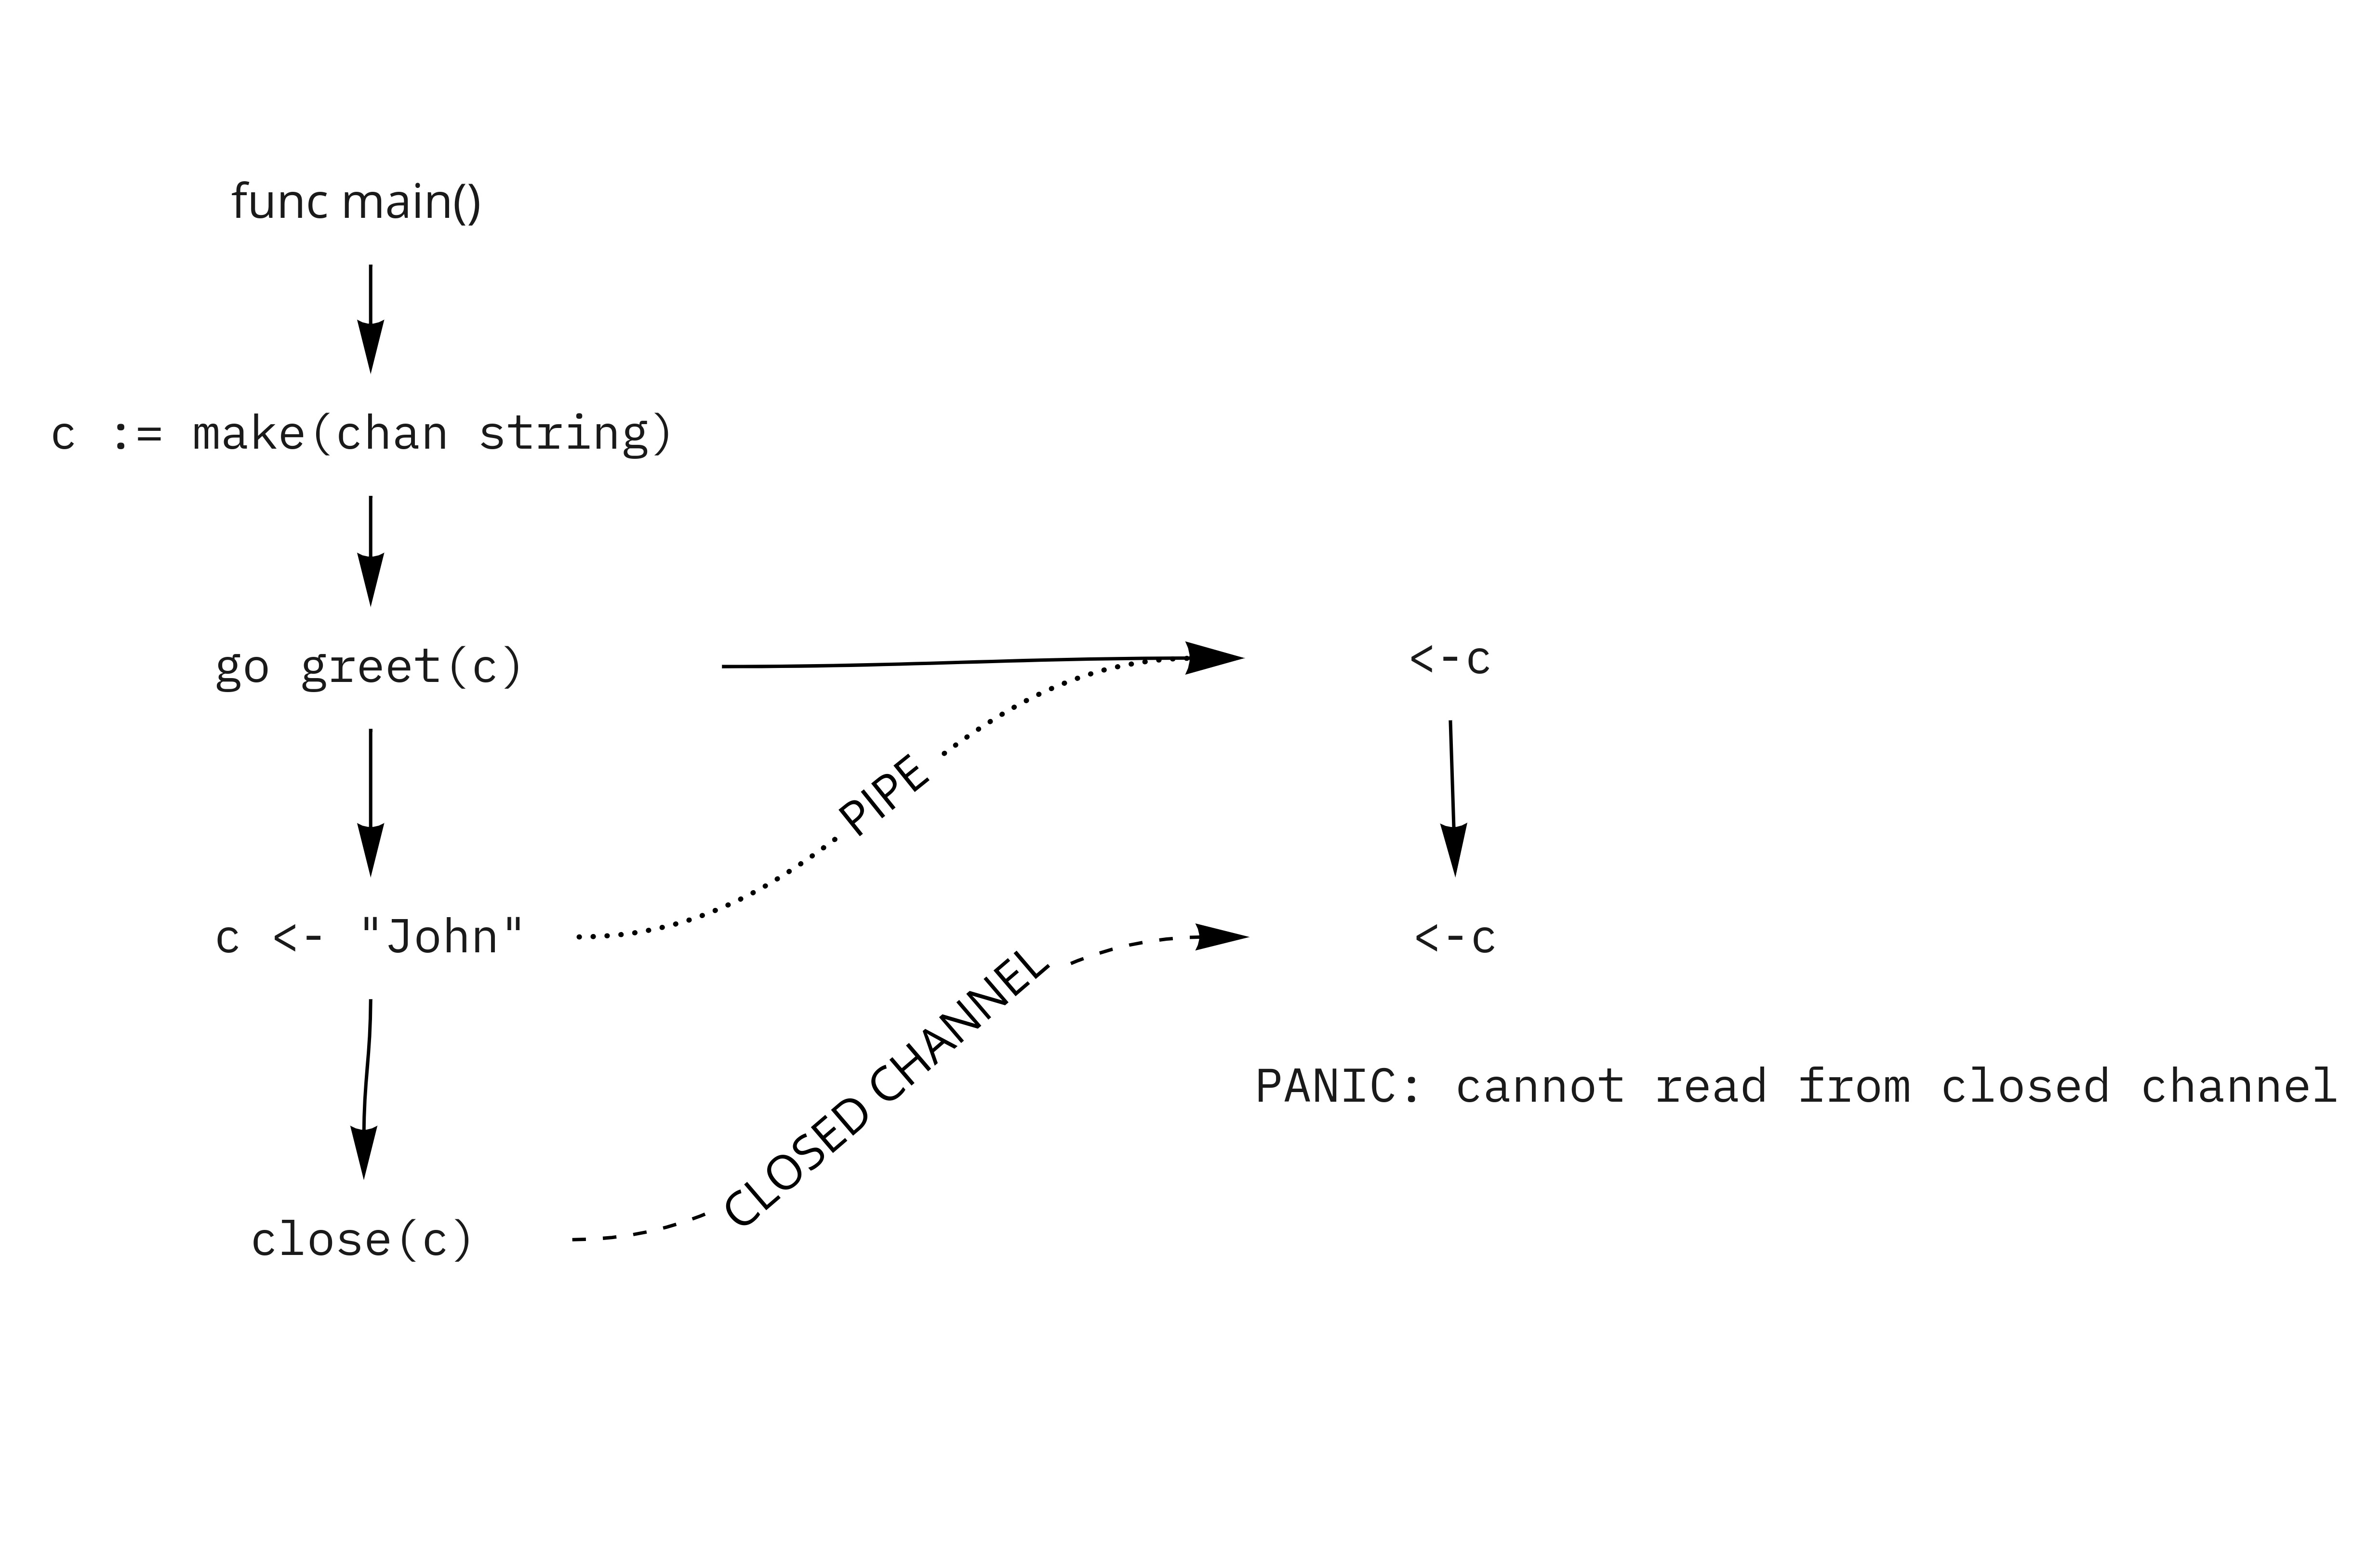 func main()
c := make(chan string)
go greet(c)
<-c
PIPE
c <- "John"
<-c
CLOSED CHANNEL
PANIC: cannot read from closed channel
close(c)